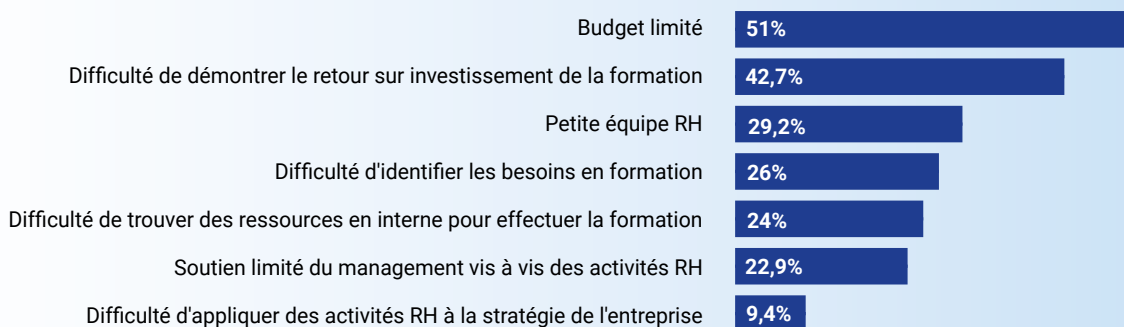 Budget limité 51%
Difficulté de démontrer le retour sur investissement de la formation 42,7%
Petite équipe RH 29,2%
Difficulté d'identifier les besoins en formation 26%
Difficulté de trouver des ressources en interne pour effectuer la formation 24%
Soutien limité du management vis à vis des activités RH 22,9%
Difficulté d'appliquer des activités RH à la stratégie de l'entreprise 9,4%